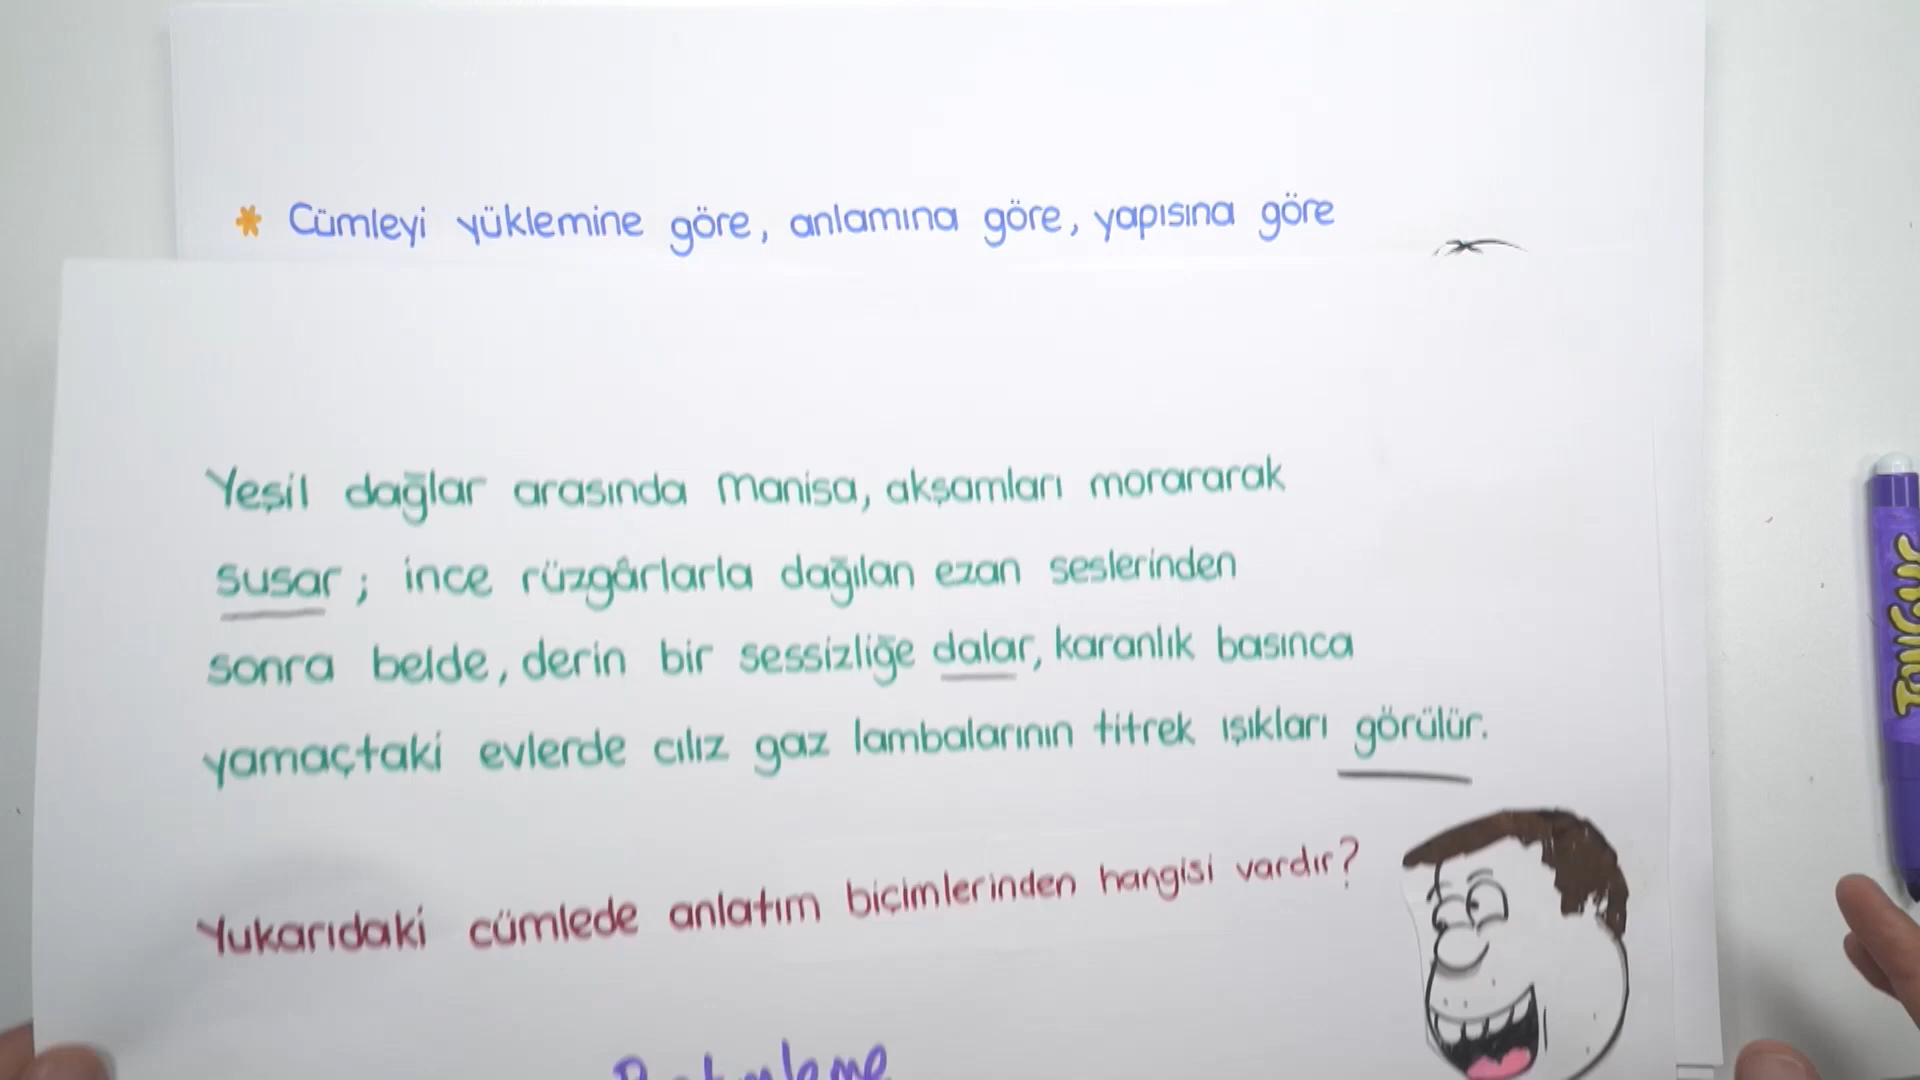 * Cümleyi yüklemine göre, anlamına göre, yapısına göre
Yeşil dağlar arasında Manisa, akşamları morararak
susar; ince rüzgârlarla dağılan ezan seslerinden
sonra belde, derin bir sessizliğe dalar, karanlık basınca
yamaçtaki evlerde cılız gaz lambalarının titrek ışıkları görülür.
Yukarıdaki cümlede anlatım biçimlerinden hangisi vardır?